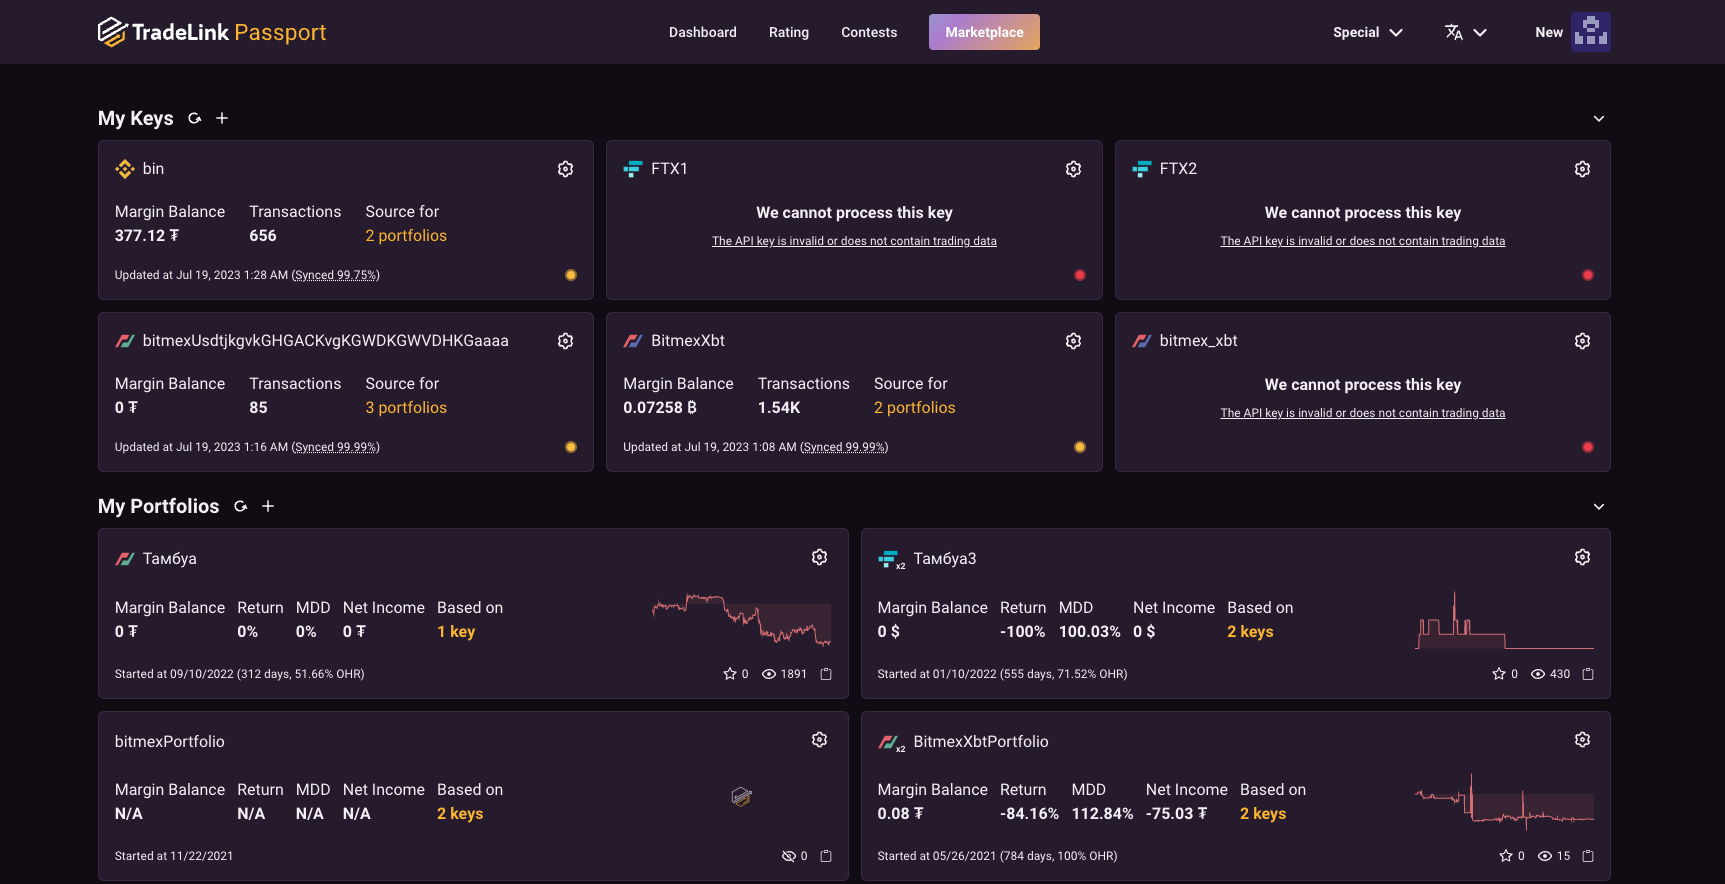 TradeLink Passport
Dashboard Rating Contests Marketplace Special New
My Keys
bin
Margin Balance Transactions Source for
377.12 ₮ 656 2 portfolios
Updated at Jul 19, 2023 1:28 AM (Synced 99.75%)
FTX1
We cannot process this key
The API key is invalid or does not contain trading data
FTX2
We cannot process this key
The API key is invalid or does not contain trading data
bitmexUsdtjkgvkGHGACKvgKGWDKGWVDHKGaaaa
Margin Balance Transactions Source for
0 ₮ 85 3 portfolios
Updated at Jul 19, 2023 1:16 AM (Synced 99.99%)
BitmexXbt
Margin Balance Transactions Source for
0.07258 ₿ 1.54K 2 portfolios
Updated at Jul 19, 2023 1:08 AM (Synced 99.99%)
bitmex_xbt
We cannot process this key
The API key is invalid or does not contain trading data
My Portfolios
Тамбуа
Margin Balance Return MDD Net Income Based on
0 ₮ 0% 0% 0 ₮ 1 key
Started at 09/10/2022 (312 days, 51.66% OHR) 0 1891
x2 Тамбуа3
Margin Balance Return MDD Net Income Based on
0 $ -100% 100.03% 0 $ 2 keys
Started at 01/10/2022 (555 days, 71.52% OHR) 0 430
bitmexPortfolio
Margin Balance Return MDD Net Income Based on
N/A N/A N/A N/A 2 keys
Started at 11/22/2021 0
x2 BitmexXbtPortfolio
Margin Balance Return MDD Net Income Based on
0.08 ₮ -84.16% 112.84% -75.03 ₮ 2 keys
Started at 05/26/2021 (784 days, 100% OHR) 0 15